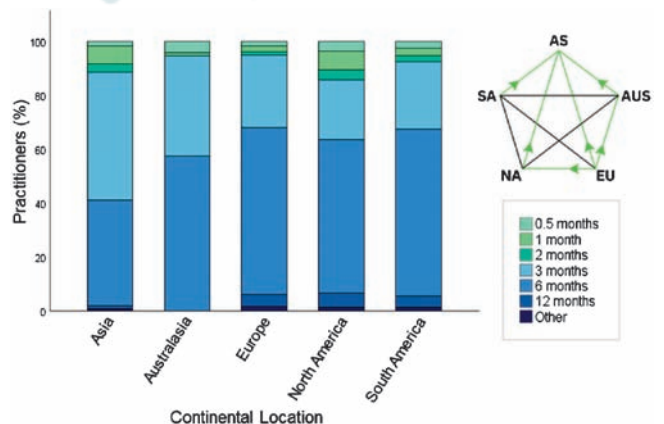 Practitioners (%)
100
80
60
40
20
0
Asia
Australasia
Europe
North America
South America
Continental Location
AS
SA
AUS
NA
EU
0.5 months
1 month
2 months
3 months
6 months
12 months
Other